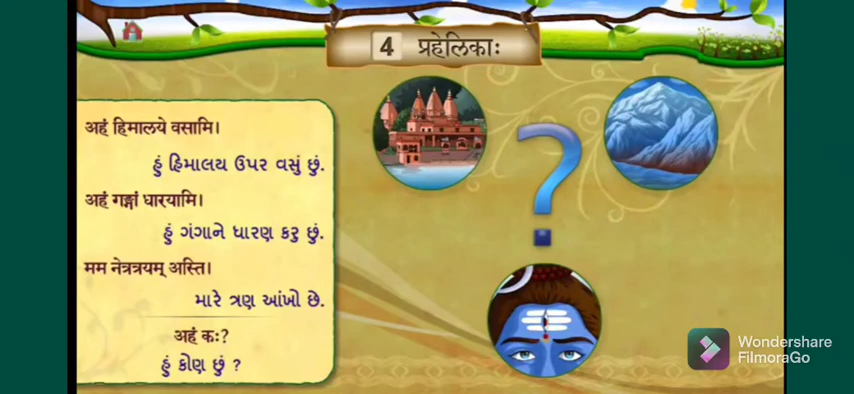 4 प्रहेलिकाः
अहं हिमालये वसामि।
હું હિમાલય ઉપર વસું છું.
अहं गङ्गां धारयामि।
હું ગંગાને ધારણ કરુ છું.
मम नेत्रत्रयम् अस्ति।
મારે ત્રણ આંખો છે.
अहं कः?
હું કોણ છું ?
Wondershare
FilmoraGo